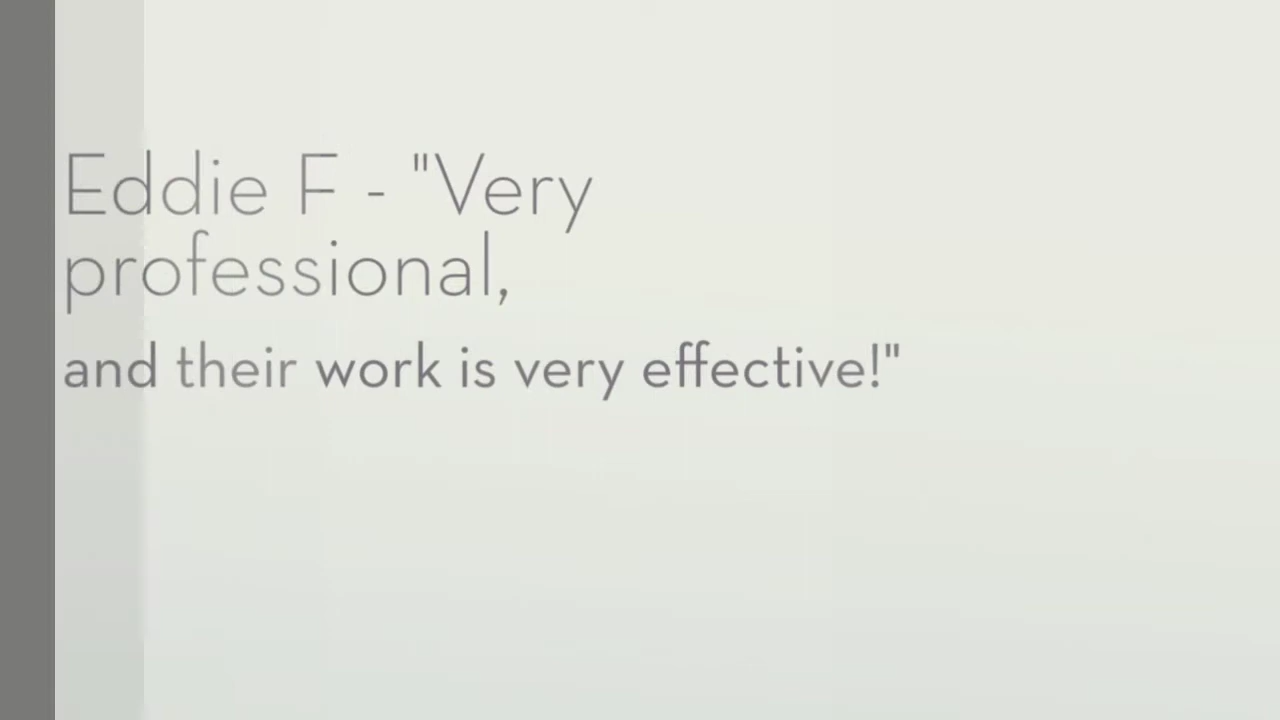 Eddie F - "Very
professional,
and their work is very effective!"